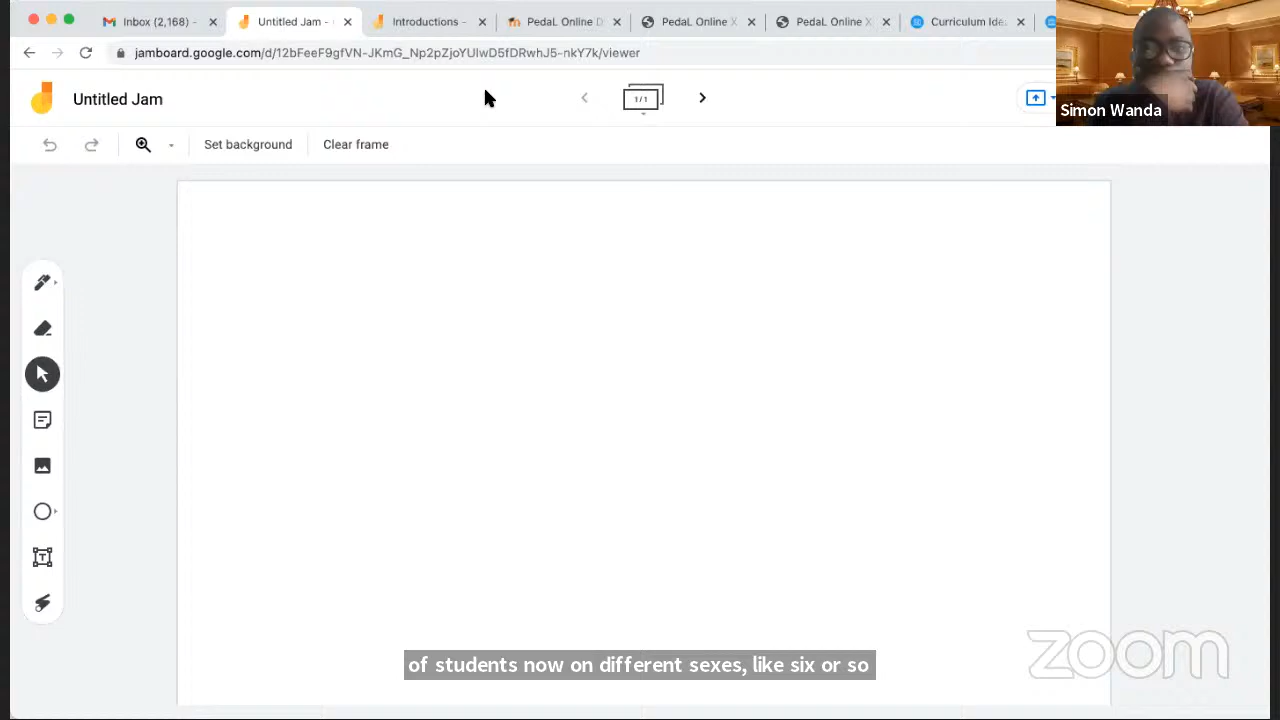 Inbox (2,168) -
Untitled Jam -
Introductions -
PedaL Online D
PedaL Online X
PedaL Online X
Curriculum Idea
jamboard.google.com/d/12bFeeF9gfVN-JKmG_Np2pZjoYUlwD5fDRwhJ5-nkY7k/viewer
Untitled Jam
1/1
Simon Wanda
Set background
Clear frame
of students now on different sexes, like six or so
zoom